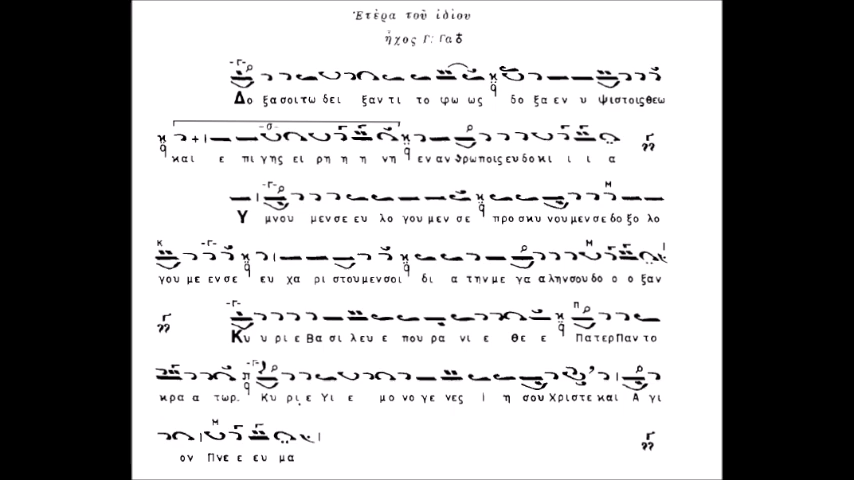 Ἑτέρα τοῦ ἰδίου
ἦχος Γ: Γα
Δο ξα σοι τω δει ξαν τι το φω ως δο ξα εν υ ψιστοις θεω
και ε πι γης ει ρη η η νη εν αν θρωποις ευ δο κι ι ι α
Υ μνου μεν σε ευ λο γου μεν σε προ σκυ νου μεν σε δο ξο λο
γου με εν σε ευ χα ρι στου μεν σοι δι α την με γα α λην σου δο ο ο ξαν
Κυ υ ρι ε Βα σι λευ ε που ρα νι ε θε ε Πατερ Παν το
κρα α τωρ. Κυ ρι ε Υι ε μο νο γε νες Ι η σου Χριστε και Α γι
ον Πνε ε ευ μα